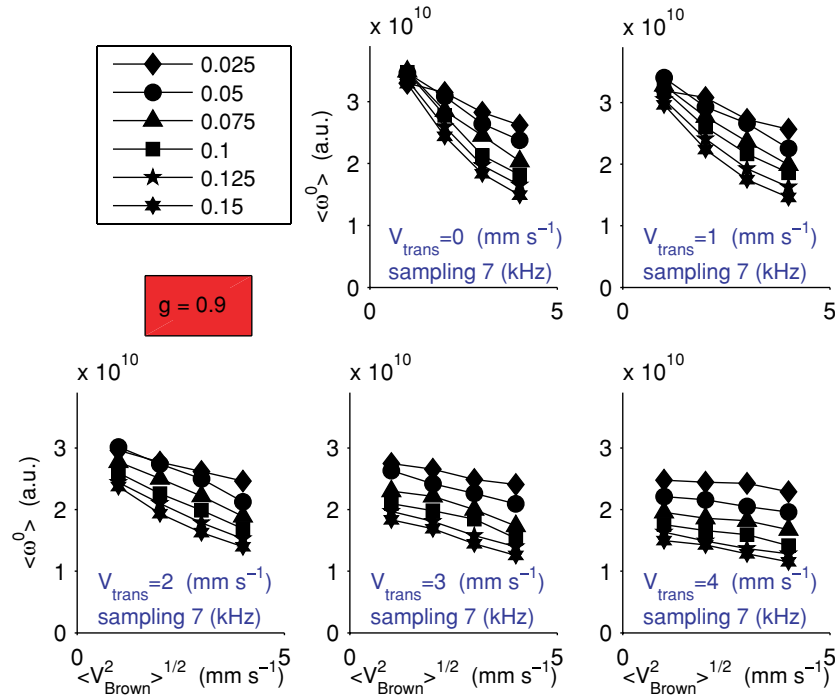 0.025
0.05
0.075
0.1
0.125
0.15
g = 0.9
x 10^10
3
2
1
0
0 5
<ω^0> (a.u.)
V_trans=0 (mm s^−1)
sampling 7 (kHz)
x 10^10
3
2
1
0
0 5
V_trans=1 (mm s^−1)
sampling 7 (kHz)
x 10^10
3
2
1
0
0 5
<ω^0> (a.u.)
V_trans=2 (mm s^−1)
sampling 7 (kHz)
<V^2_Brown>^1/2 (mm s^−1)
x 10^10
3
2
1
0
0 5
V_trans=3 (mm s^−1)
sampling 7 (kHz)
<V^2_Brown>^1/2 (mm s^−1)
x 10^10
3
2
1
0
0 5
V_trans=4 (mm s^−1)
sampling 7 (kHz)
<V^2_Brown>^1/2 (mm s^−1)